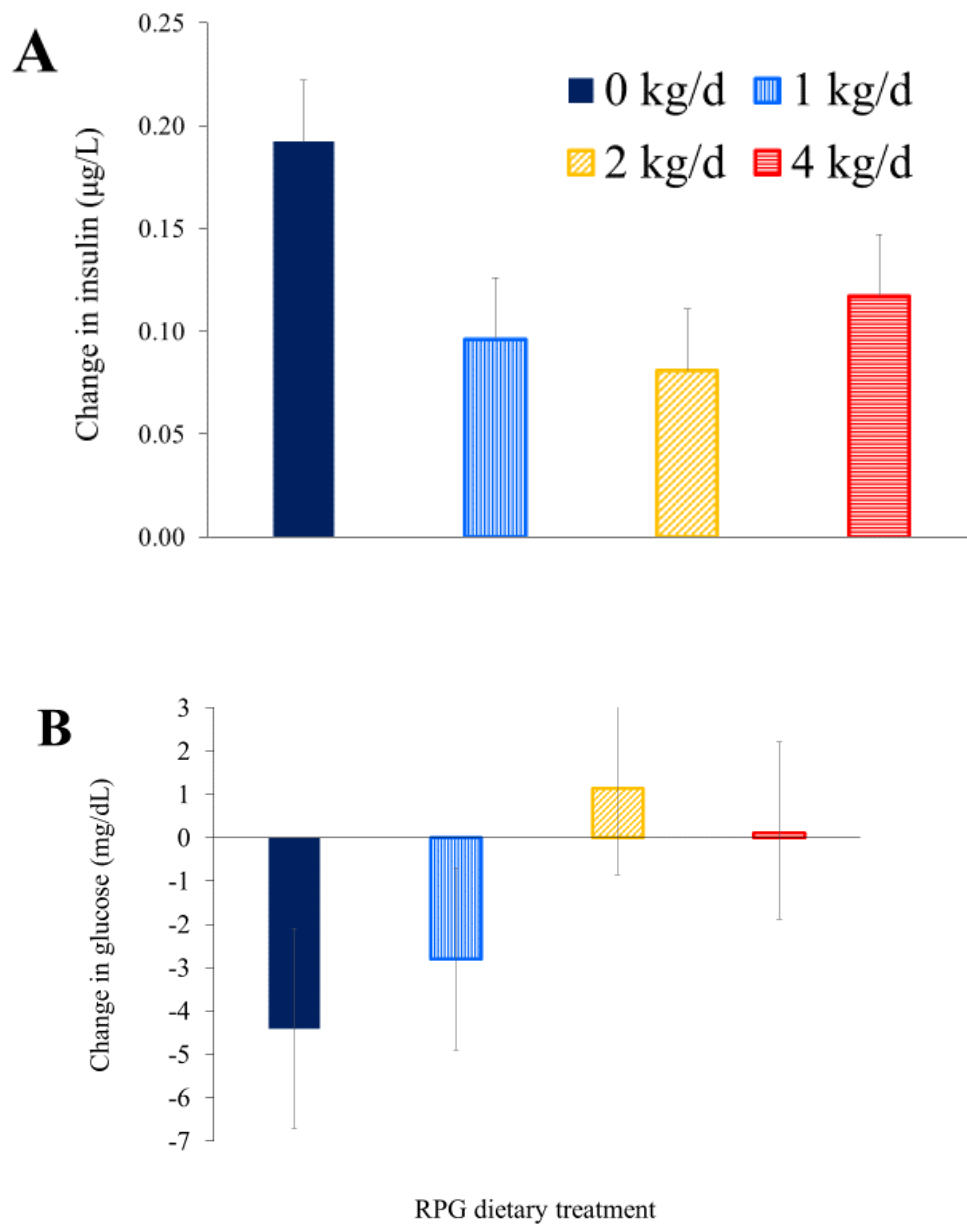 A
0.25
0.20
0.15
0.10
0.05
0.00
Change in insulin (µg/L)
0 kg/d 1 kg/d
2 kg/d 4 kg/d
B
3
2
1
0
-1
-2
-3
-4
-5
-6
-7
Change in glucose (mg/dL)
RPG dietary treatment